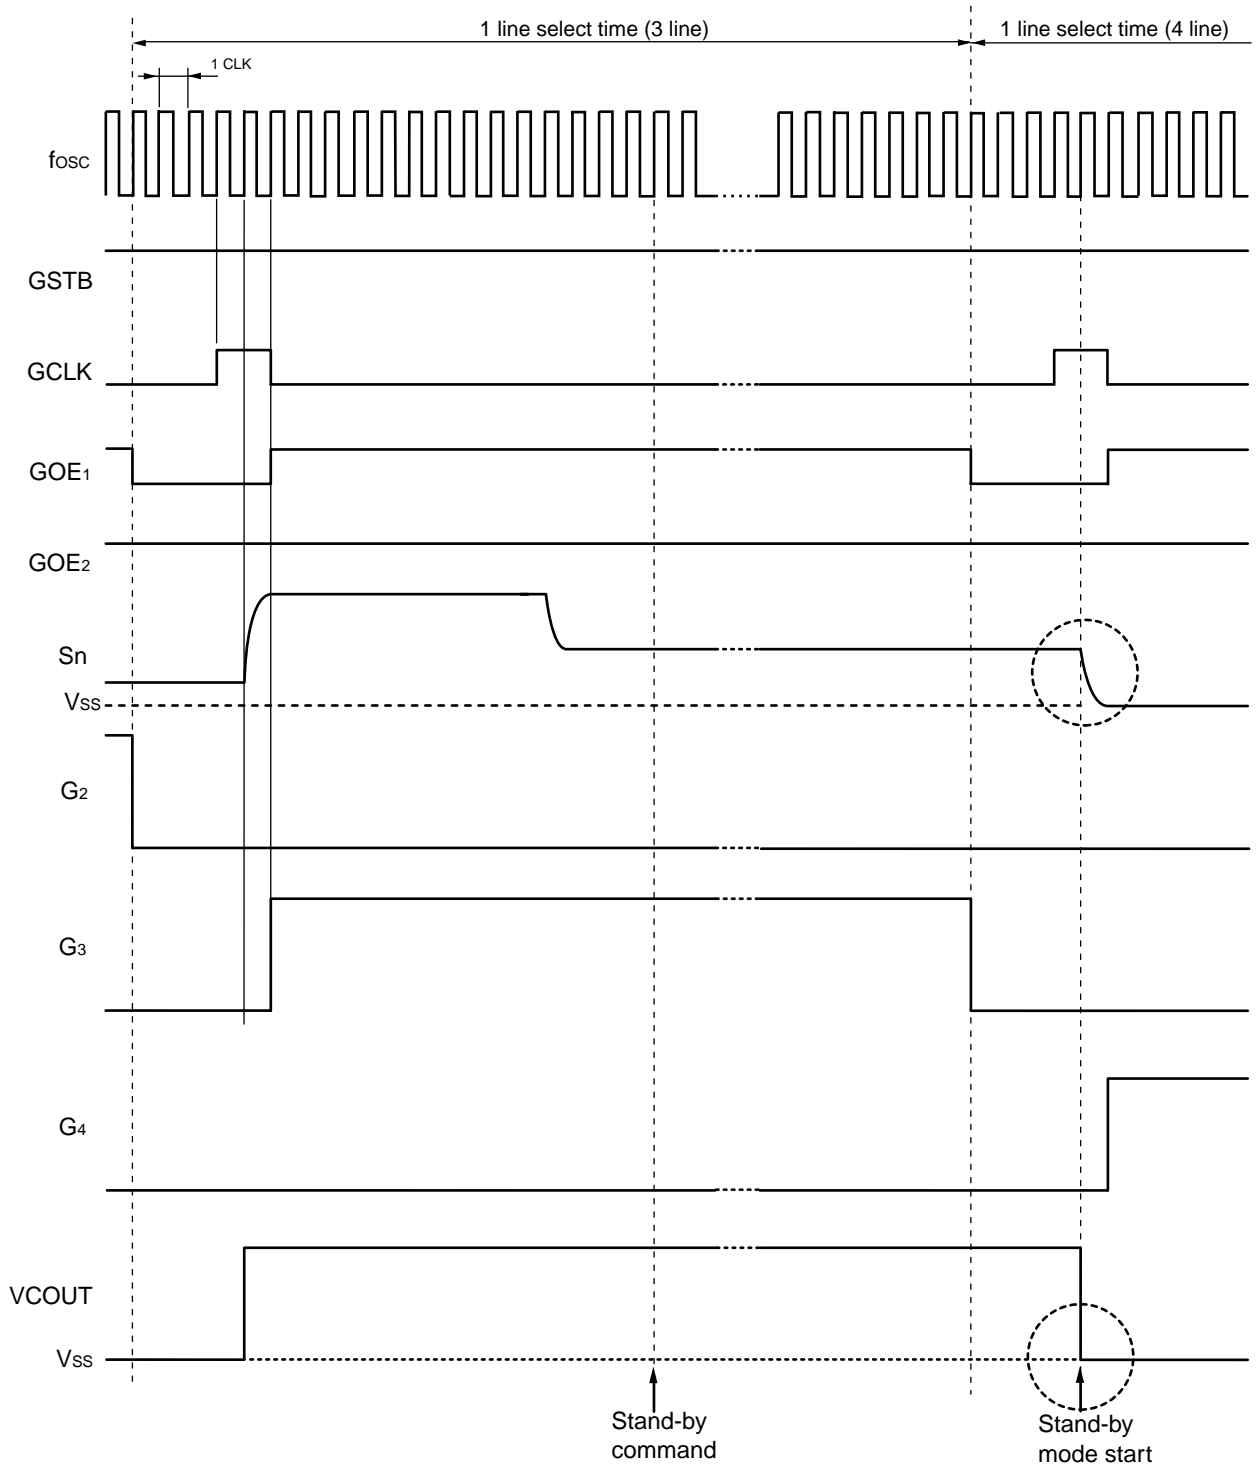 1 line select time (3 line)
1 line select time (4 line)
1 CLK
fosc
GSTB
GCLK
GOE1
GOE2
Sn
Vss
G2
G3
G4
VCOUT
Vss
Stand-by
command
Stand-by
mode start